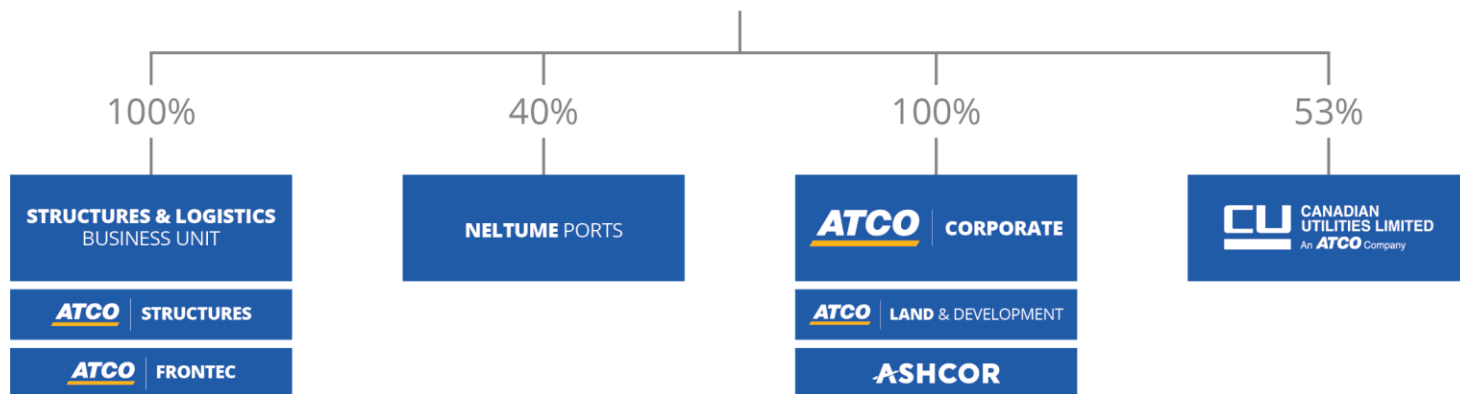 100%
40%
100%
53%
STRUCTURES & LOGISTICS
BUSINESS UNIT
NELTUME PORTS
ATCO CORPORATE
CU CANADIAN
UTILITIES LIMITED
An ATCO Company
ATCO STRUCTURES
ATCO LAND & DEVELOPMENT
ATCO FRONTEC
ASHCOR